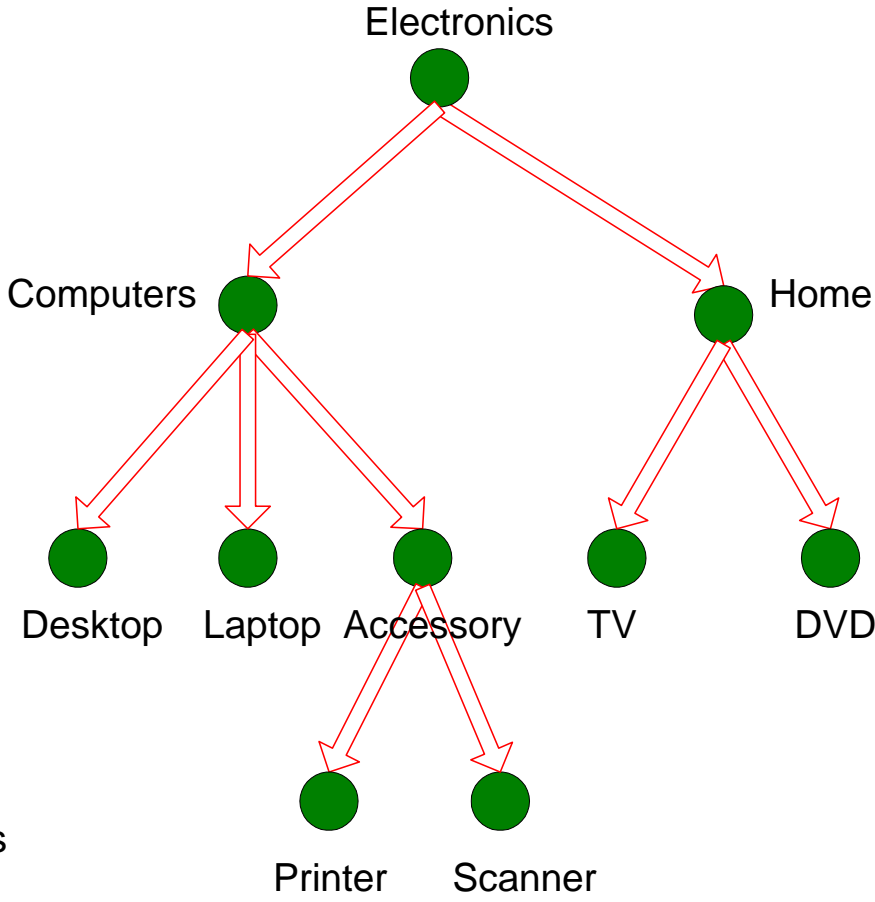 Electronics
Computers
Home
Desktop
Laptop
Accessory
TV
DVD
s
Printer
Scanner